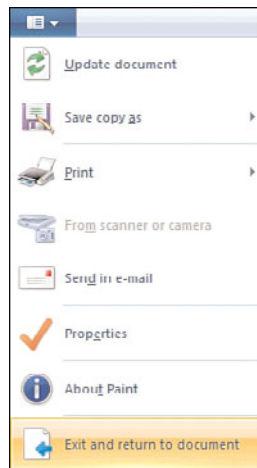 Update document
Save copy as
Print
From scanner or camera
Send in e-mail
Properties
About Paint
Exit and return to document